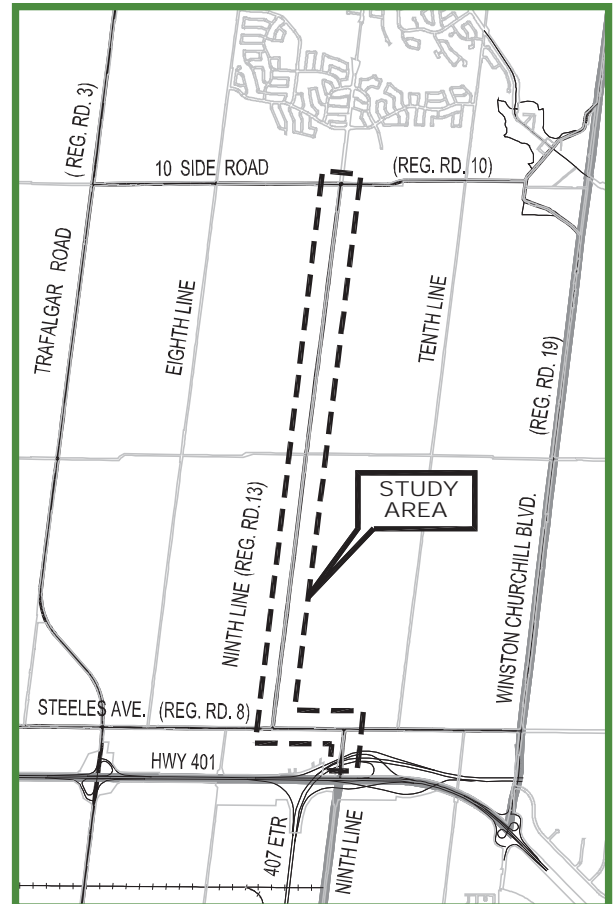 (REG. RD. 3)
10 SIDE ROAD
(REG. RD. 10)
TRAFALGAR ROAD
EIGHTH LINE
TENTH LINE
(REG. RD. 19)
STUDY
AREA
NINTH LINE (REG. RD.13)
WINSTON CHURCHILL BLVD.
STEELES AVE. (REG. RD. 8)
HWY 401
407 ETR
NINTH LINE